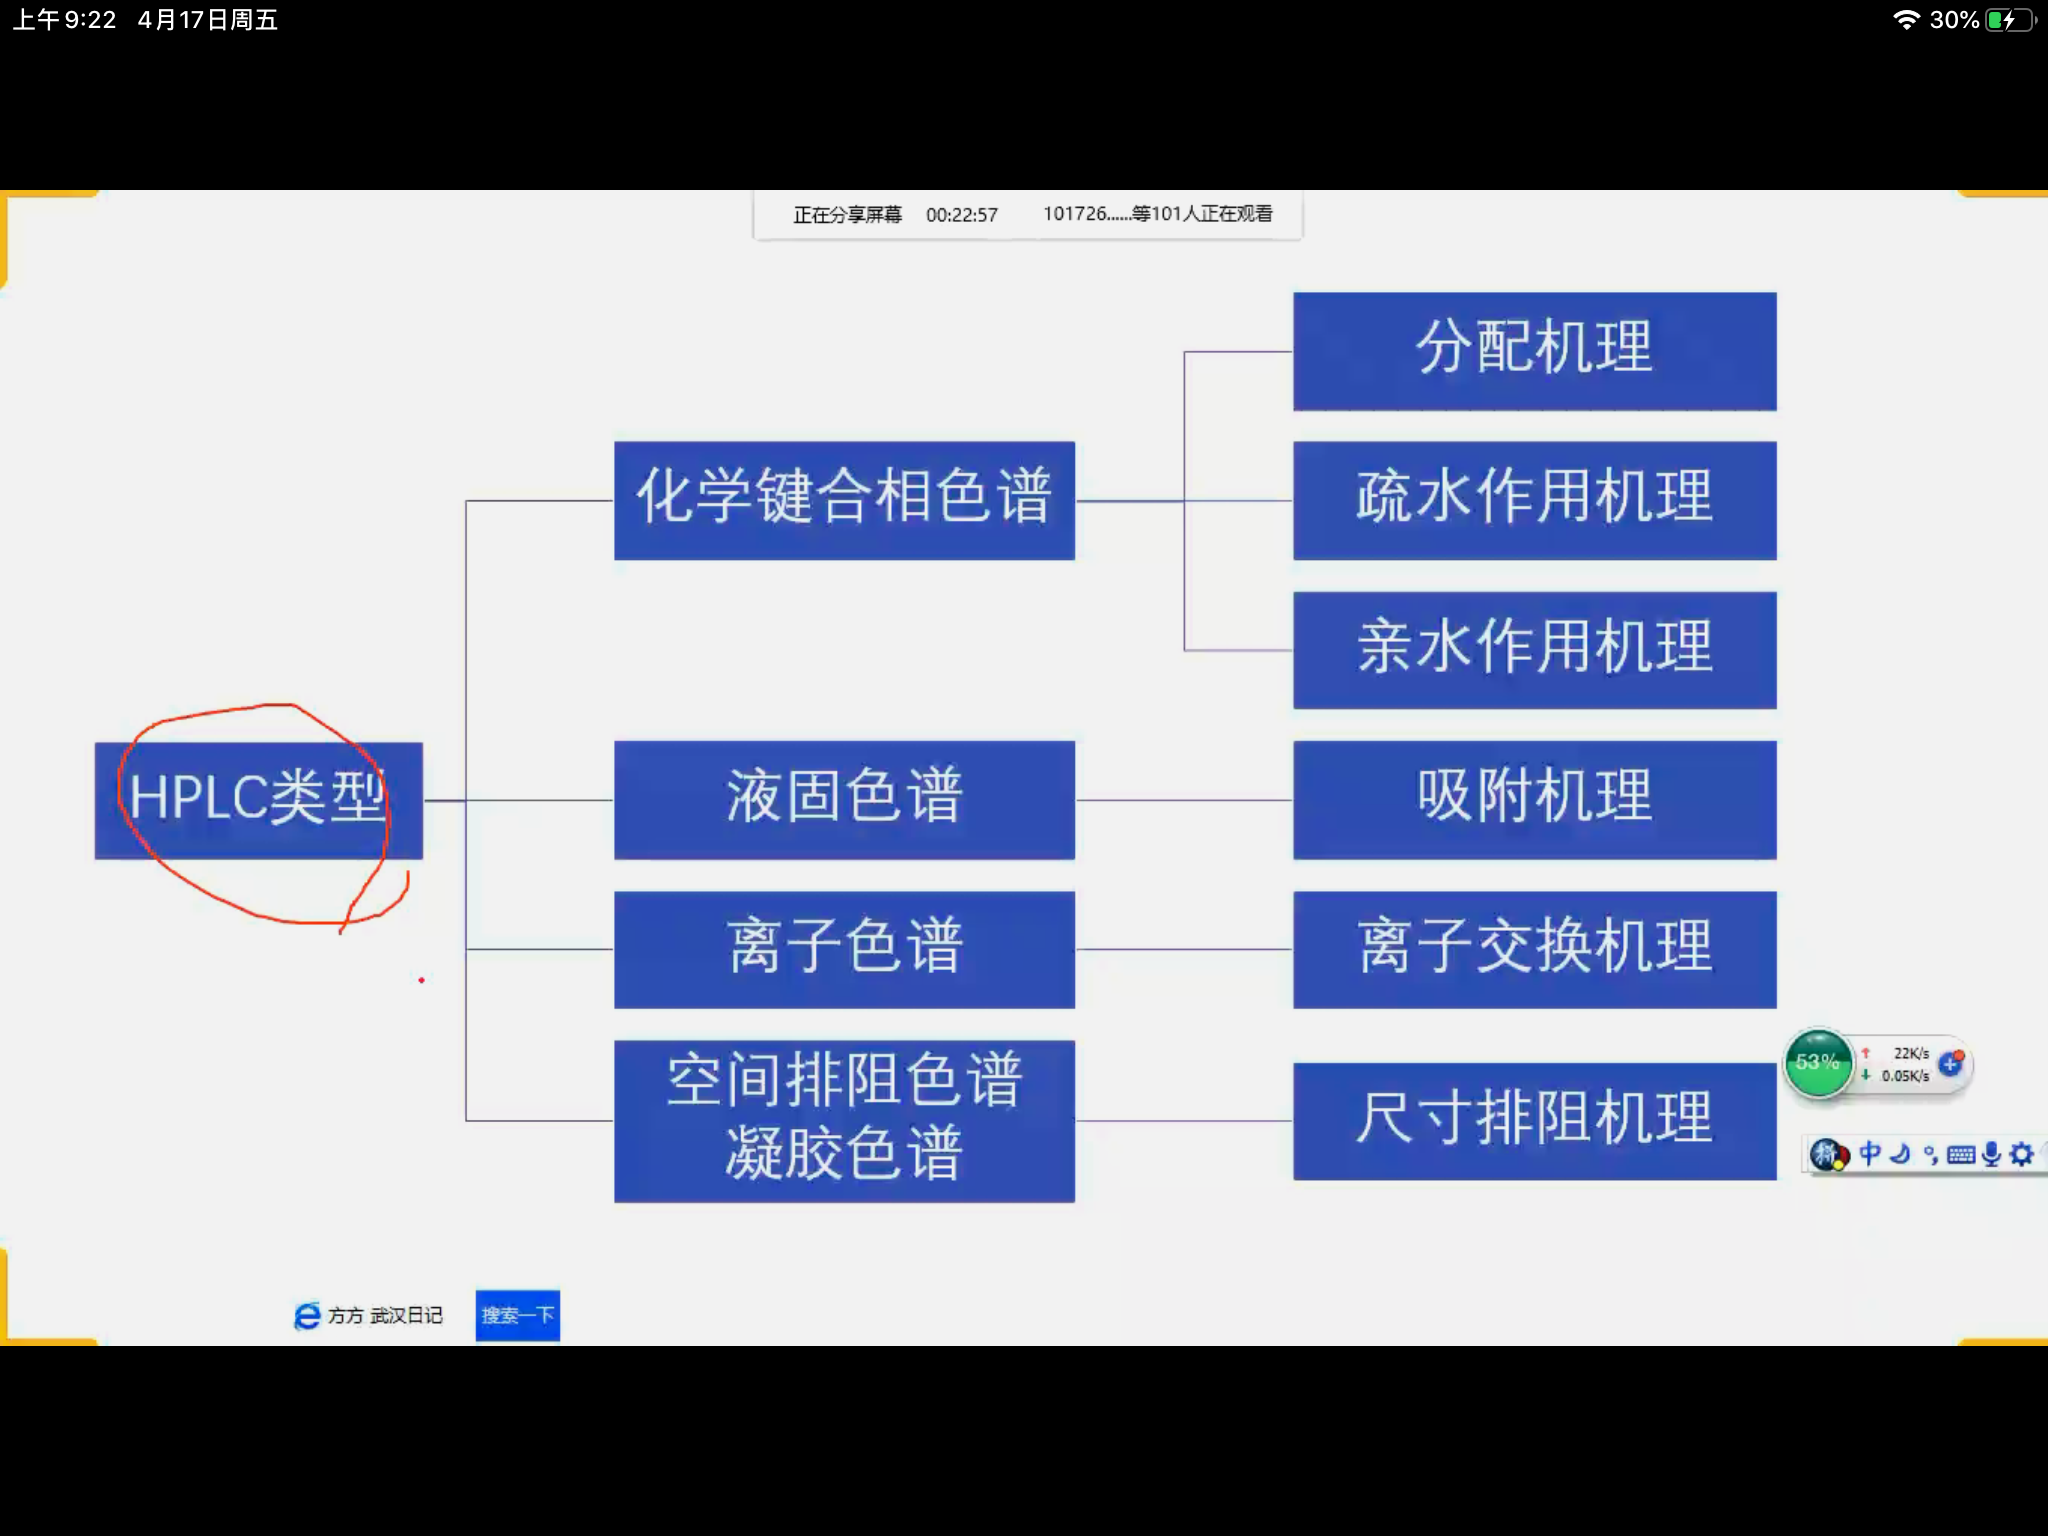 上午9:22 4月17日周五
30%
正在分享屏幕 00:22:57 101726......等101人正在观看
分配机理
化学键合相色谱
疏水作用机理
亲水作用机理
HPLC类型
液固色谱
吸附机理
离子色谱
离子交换机理
空间排阻色谱
凝胶色谱
尺寸排阻机理
53%
22K/s
0.05K/s
拼 中
方方 武汉日记
搜索一下